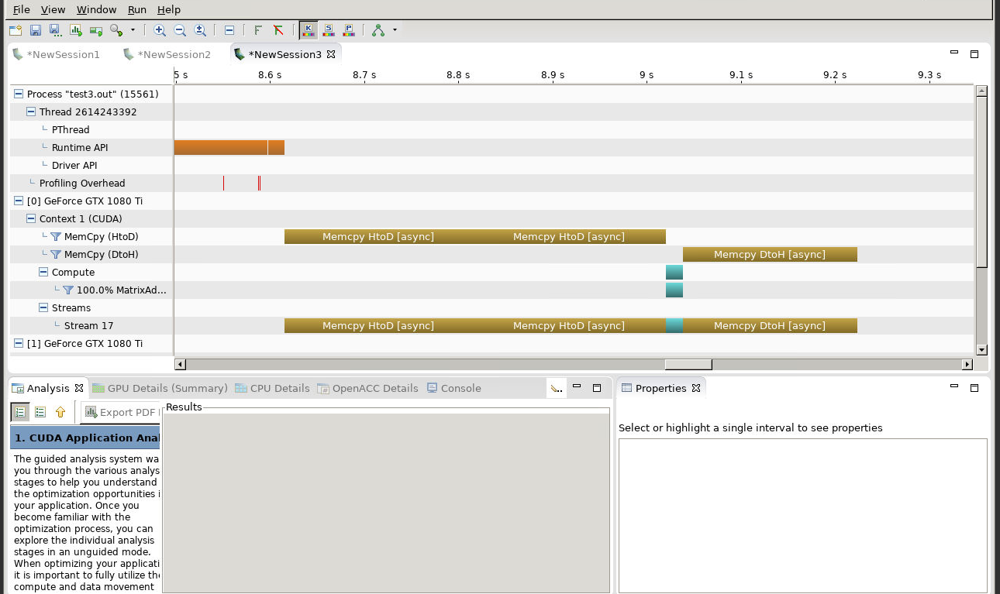 File View Window Run Help
K S P
*NewSession1 *NewSession2 *NewSession3
5 s 8.6 s 8.7 s 8.8 s 8.9 s 9 s 9.1 s 9.2 s 9.3 s
Process "test3.out" (15561)
Thread 2614243392
PThread
Runtime API
Driver API
Profiling Overhead
[0] GeForce GTX 1080 Ti
Context 1 (CUDA)
MemCpy (HtoD) Memcpy HtoD [async] Memcpy HtoD [async]
MemCpy (DtoH) Memcpy DtoH [async]
Compute
100.0% MatrixAd...
Streams
Stream 17 Memcpy HtoD [async] Memcpy HtoD [async] Memcpy DtoH [async]
[1] GeForce GTX 1080 Ti
Analysis GPU Details (Summary) CPU Details OpenACC Details Console
Export PDF
1. CUDA Application Anal
The guided analysis system wa
you through the various analys
stages to help you understand
the optimization opportunities i
your application. Once you
become familiar with the
optimization process, you can
explore the individual analysis
stages in an unguided mode.
When optimizing your applicati
it is important to fully utilize the
compute and data movement
Results
Properties
Select or highlight a single interval to see properties